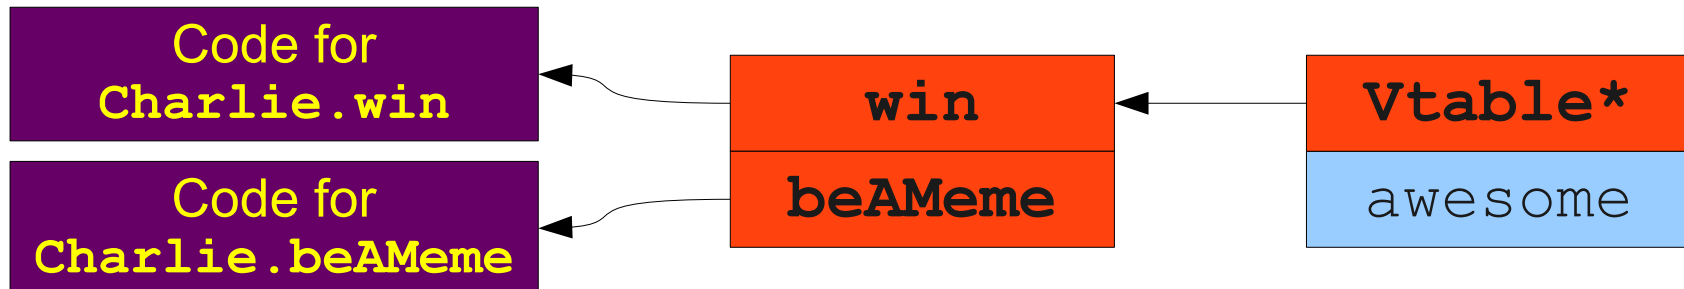 Code for
Charlie.win
Code for
Charlie.beAMeme
win
beAMeme
Vtable*
awesome